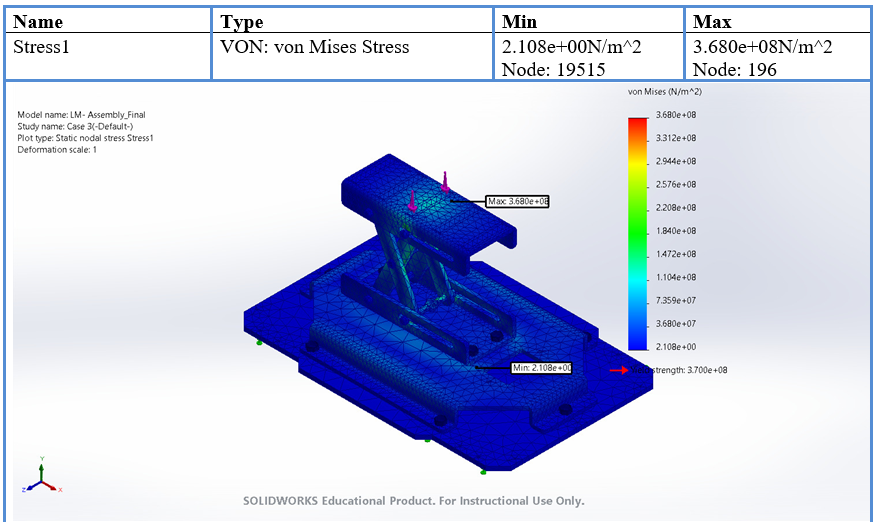 Name Type Min Max
Stress1 VON: von Mises Stress 2.108e+00N/m^2 3.680e+08N/m^2
Node: 19515 Node: 196
von Mises (N/m^2)
Model name: LM- Assembly_Final
Study name: Case 3(-Default-)
Plot type: Static nodal stress Stress1
Deformation scale: 1
3.680e+08
3.312e+08
2.944e+08
2.576e+08
2.208e+08
1.840e+08
1.472e+08
1.104e+08
7.359e+07
3.680e+07
2.108e+00
Max: 3.680e+08
Min: 2.108e+00
strength: 3.700e+08
Y
Z
X
SOLIDWORKS Educational Product. For Instructional Use Only.